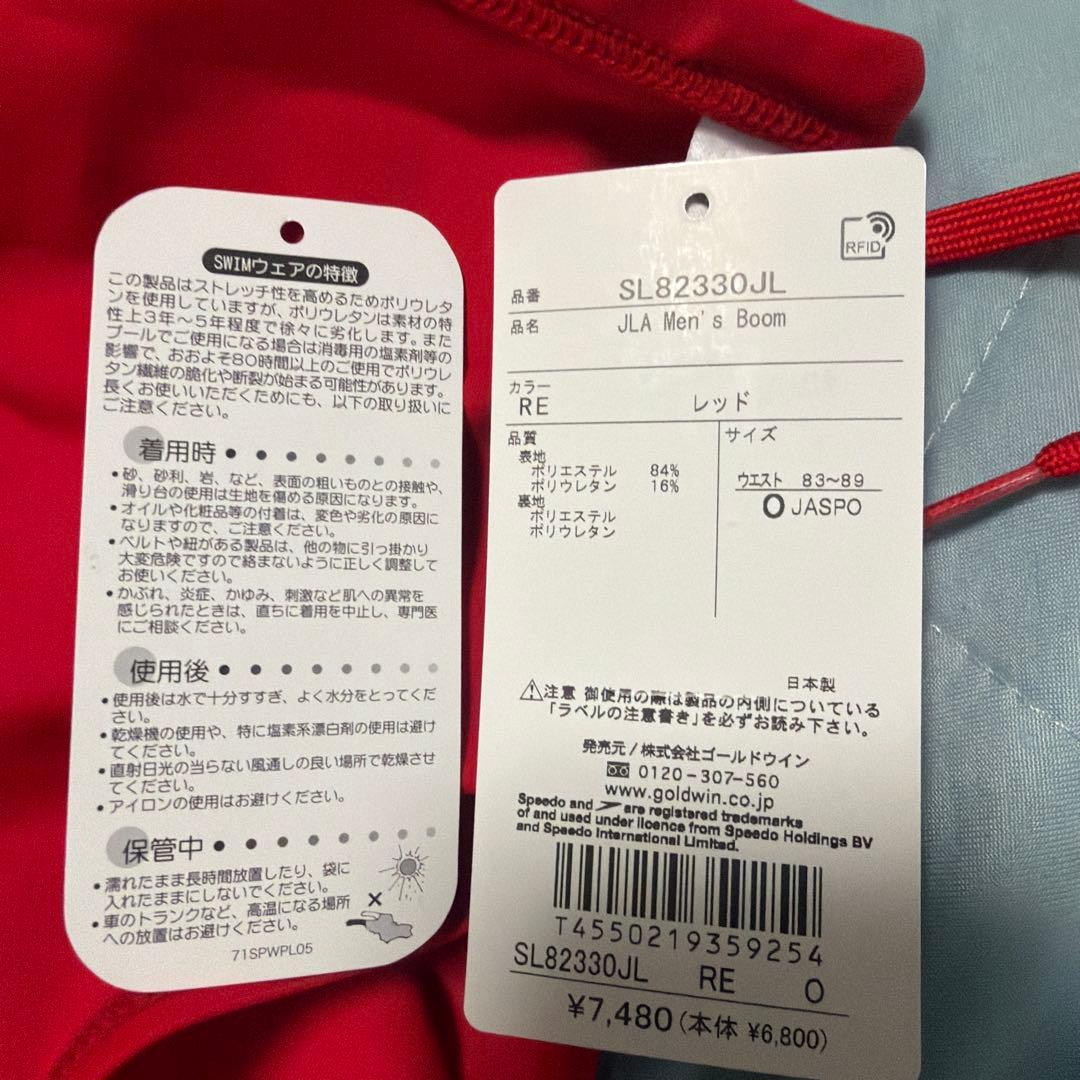 SWIMウェアの特徴
この製品はストレッチ性を高めるためポリウレタ
ンを使用していますが、ポリウレタンは素材の特
性上3年～5年程度で徐々に劣化します。また
プールでご使用になる場合は消毒用の塩素剤等の
影響で、おおよそ80時間以上のご使用でポリウレ
タン繊維の脆化や断裂が始まる可能性があります。
長くお使いいただくためにも、以下の取り扱いに
ご注意ください。
着用時
•砂、砂利、岩、など、表面の粗いものとの接触や、
滑り台の使用は生地を傷める原因になります。
•オイルや化粧品等の付着は、変色や劣化の原因に
なりますので、ご注意ください。
•ベルトや紐がある製品は、他の物に引っ掛かり
大変危険ですので絡まないように正しく調整して
お使いください。
•かぶれ、炎症、かゆみ、刺激など肌への異常を
感じられたときは、直ちに着用を中止し、専門医
にご相談ください。
使用後
•使用後は水で十分すすぎ、よく水分をとってくだ
さい。
•乾燥機の使用や、特に塩素系漂白剤の使用は避け
てください。
•直射日光の当らない風通しの良い場所で乾燥させ
てください。
•アイロンの使用はお避けください。
保管中
•濡れたまま長時間放置したり、袋に
入れたままにしないでください。
•車のトランクなど、高温になる場所
への放置はお避けください。
71SPWPL05
RFID
品番 SL82330JL
品名 JLA Men's Boom
カラー
RE レッド
品質
表地
ポリエステル 84%
ポリウレタン 16%
裏地
ポリエステル
ポリウレタン
サイズ
ウエスト 83～89
O JASPO
日本製
⚠注意 御使用の際は製品の内側についている
「ラベルの注意書き」を必ずお読み下さい。
発売元/株式会社ゴールドウイン
0120-307-560
www.goldwin.co.jp
Speedo and are registered trademarks
of and used under licence from Speedo Holdings BV
and Speedo International Limited.
T4550219359254
SL82330JL RE O
¥7,480(本体 ¥6,800)